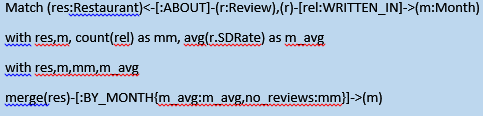 Match (res:Restaurant)<-[:ABOUT]-(r:Review),(r)-[rel:WRITTEN_IN]->(m:Month)
with res,m, count(rel) as mm, avg(r.SDRate) as m_avg
with res,m,mm,m_avg
merge(res)-[:BY_MONTH{m_avg:m_avg,no_reviews:mm}]->(m)